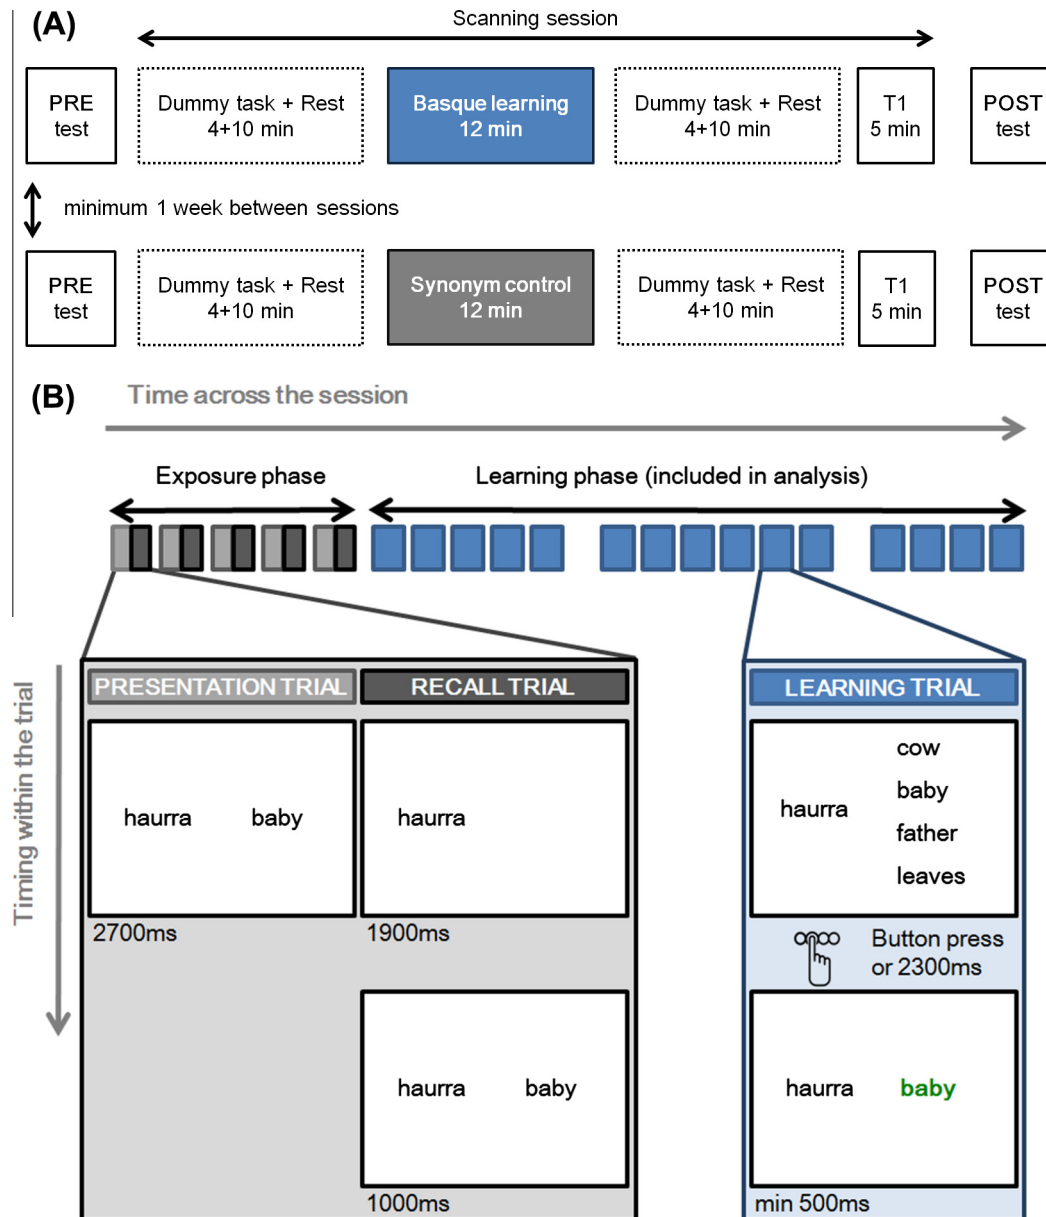 (A)
Scanning session
PRE
test
Dummy task + Rest
4+10 min
Basque learning
12 min
Dummy task + Rest
4+10 min
T1
5 min
POST
test
minimum 1 week between sessions
PRE
test
Dummy task + Rest
4+10 min
Synonym control
12 min
Dummy task + Rest
4+10 min
T1
5 min
POST
test
(B)
Time across the session
Exposure phase
Learning phase (included in analysis)
Timing within the trial
PRESENTATION TRIAL
haurra baby
2700ms
RECALL TRIAL
haurra
1900ms
haurra baby
1000ms
LEARNING TRIAL
haurra
cow
baby
father
leaves
Button press
or 2300ms
haurra baby
min 500ms